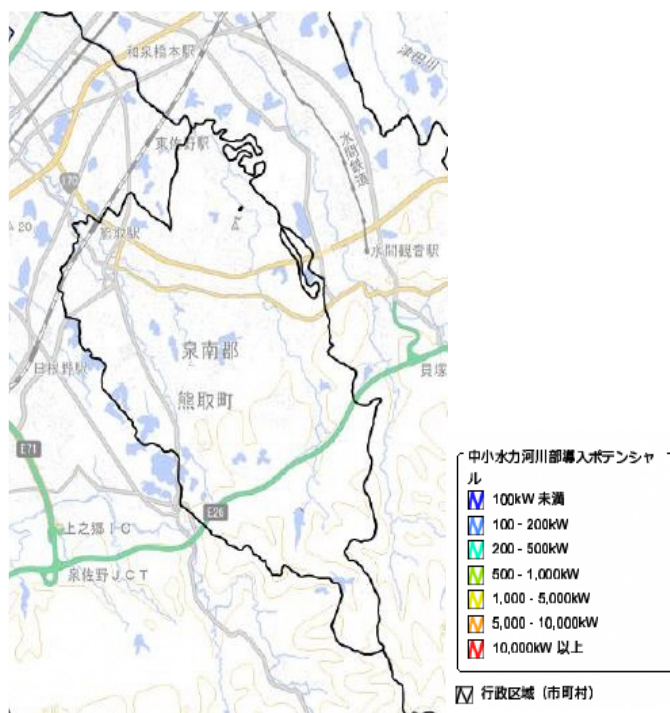 和泉橋本駅
津田川
東佐野駅
水間鉄道
170
A20
熊取駅
水間観音駅
泉南郡
日根野駅
貝塚
熊取町
E71
E26
上之郷IC
泉佐野JCT
中小水力河川部導入ポテンシャ
ル
100kW 未満
100 - 200kW
200 - 500kW
500 - 1,000kW
1,000 - 5,000kW
5,000 - 10,000kW
10,000kW 以上
行政区域（市町村）